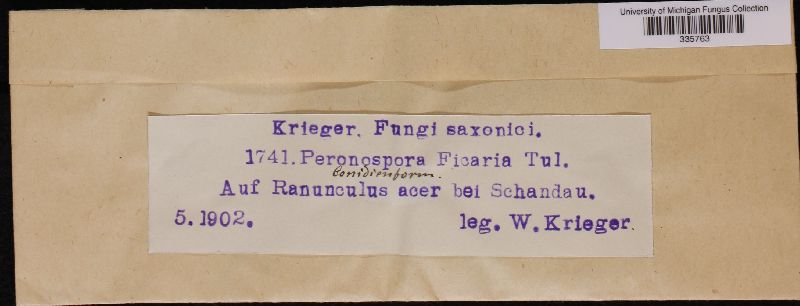 University of Michigan Fungus Collection
335763
Krieger, Fungi saxonici.
1741. Peronospora Ficaria Tul.
Conidienform.
Auf Ranunculus acer bei Schandau.
5. 1902. leg. W. Krieger.